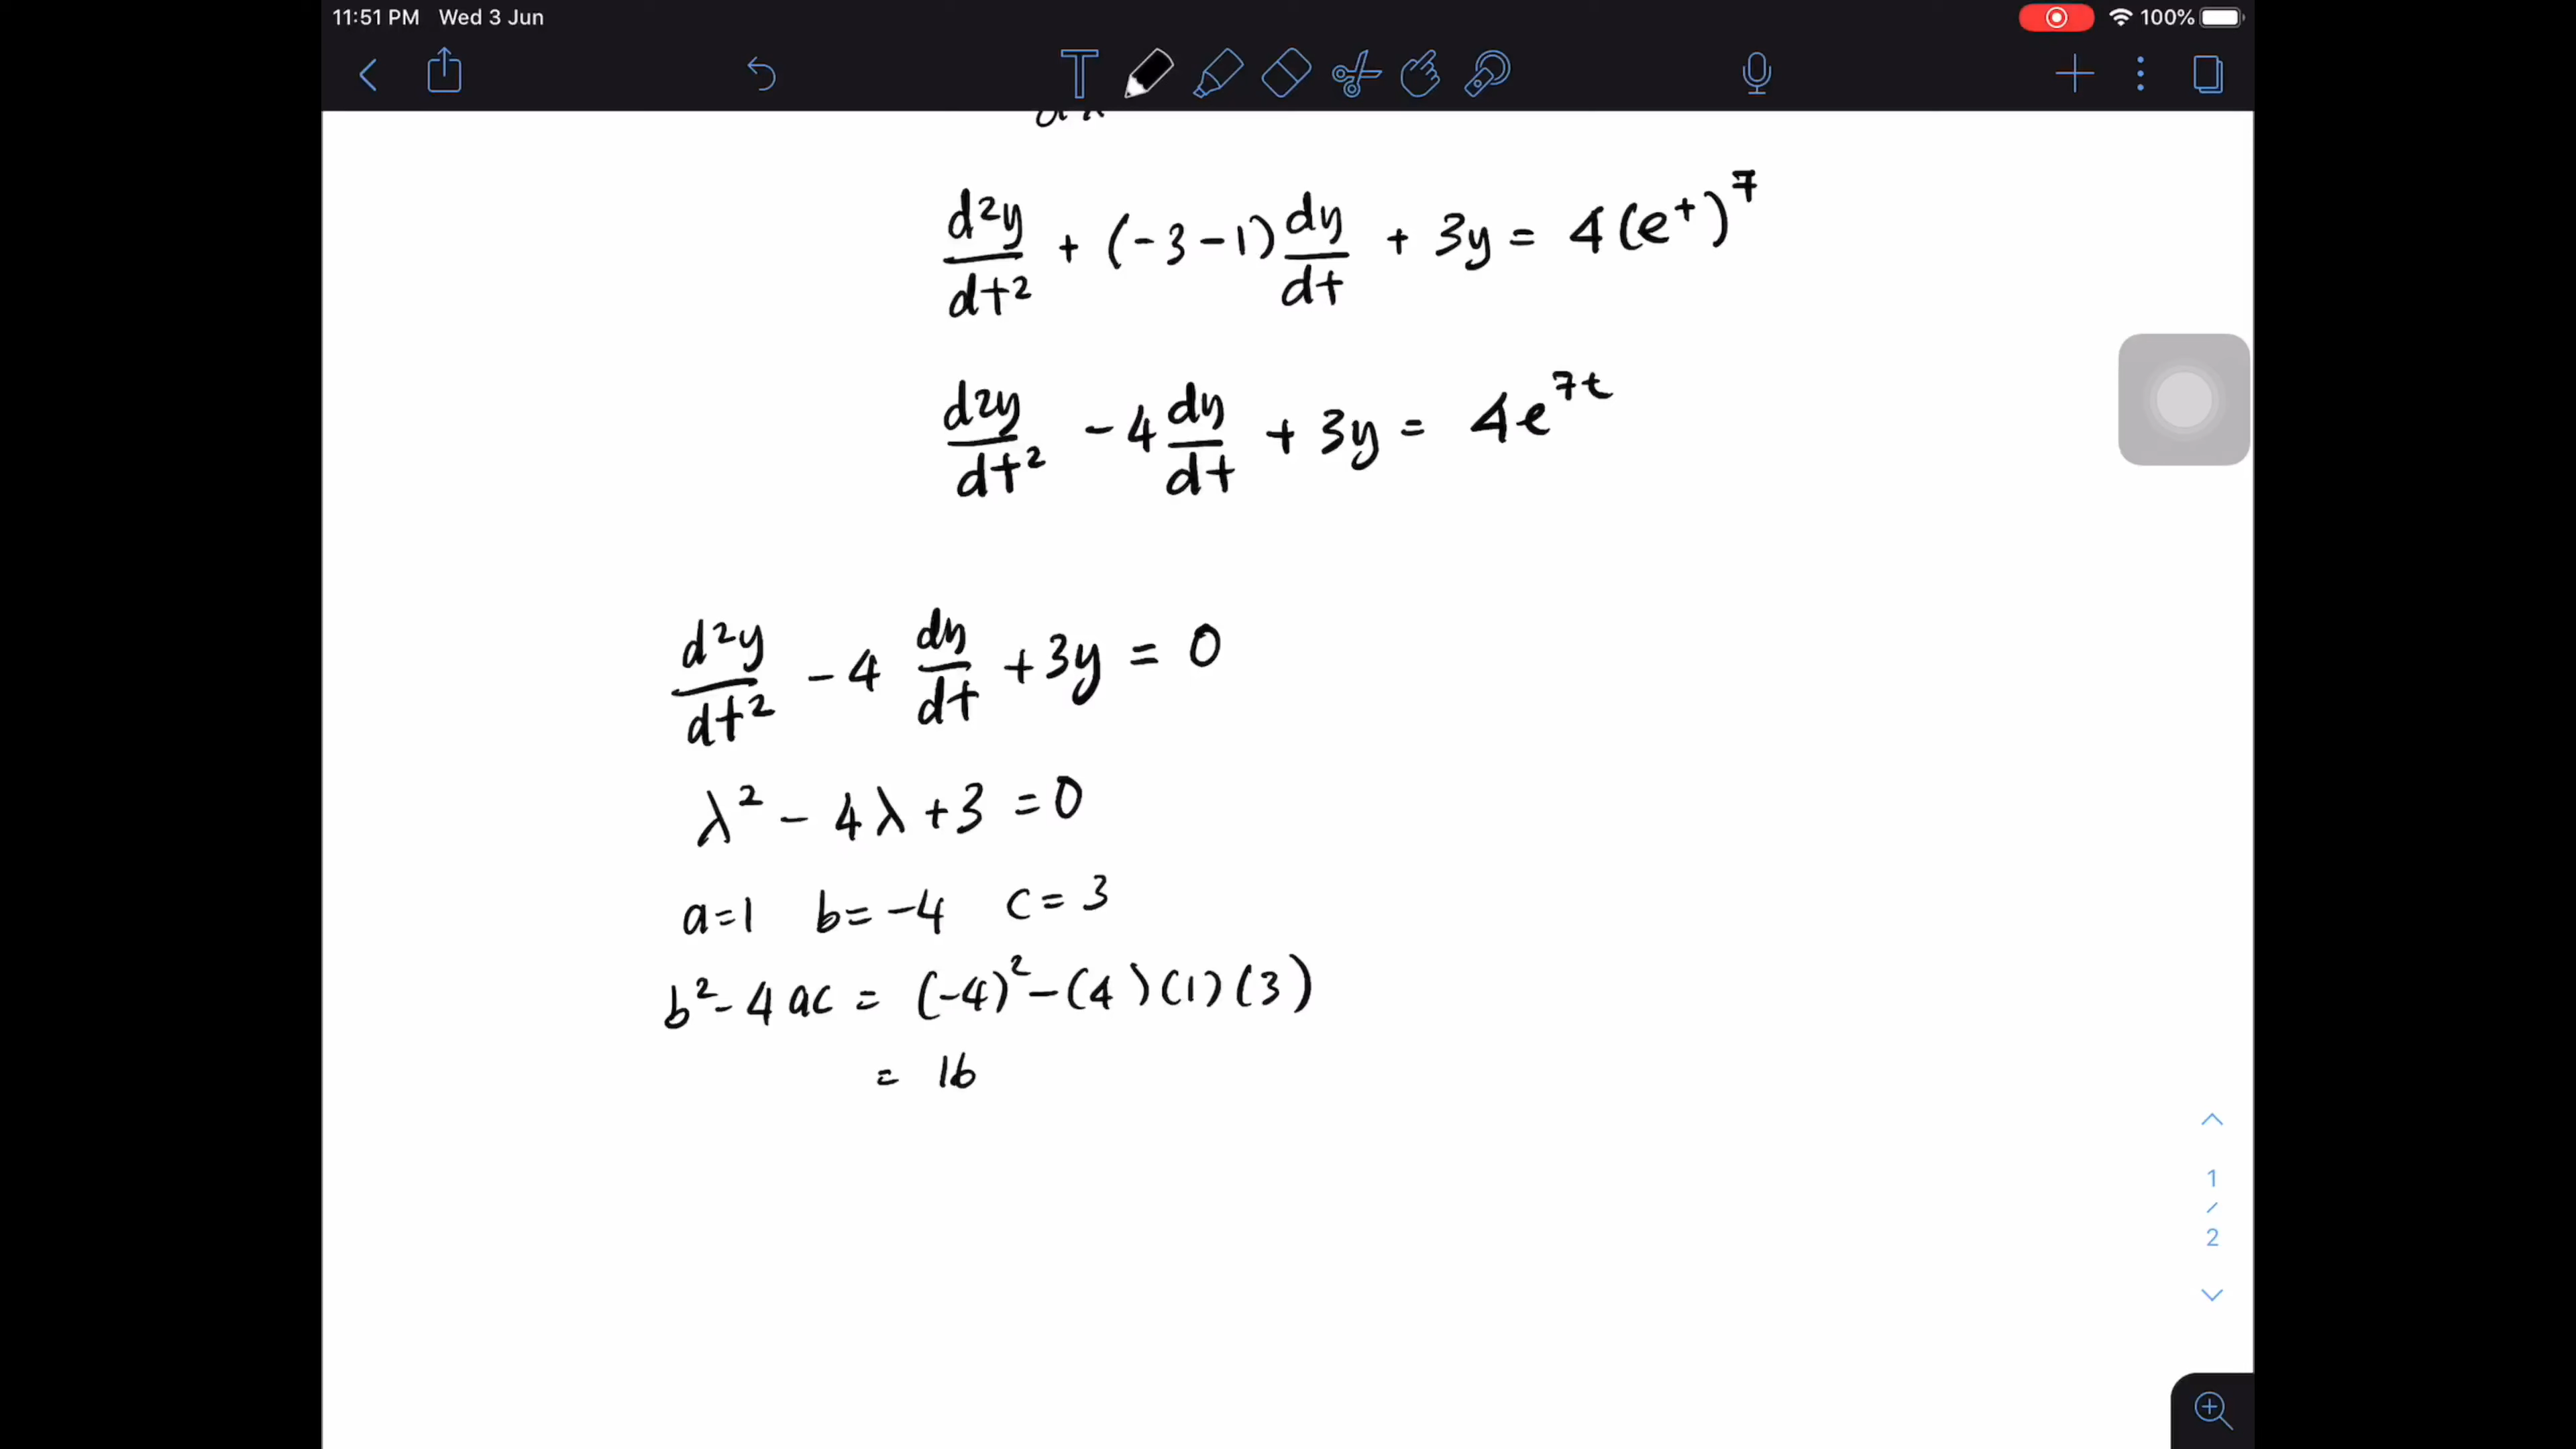 11:51 PM Wed 3 Jun 100%
d²y/dt² + (-3-1) dy/dt + 3y = 4(e^t)^7
d²y/dt² - 4 dy/dt + 3y = 4e^7t
d²y/dt² - 4 dy/dt + 3y = 0
λ² - 4λ + 3 = 0
a=1 b=-4 c=3
b²-4ac = (-4)²-(4)(1)(3)
= 16
1
/
2